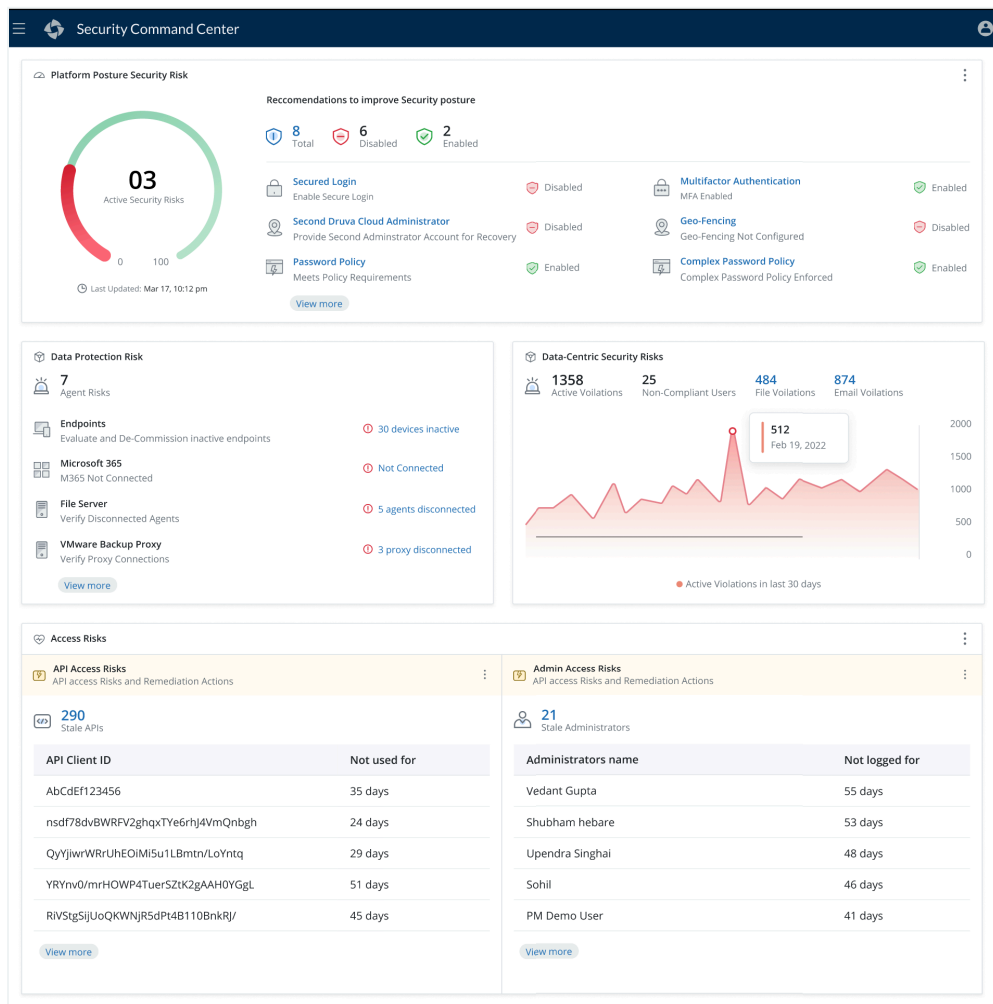 Security Command Center
Platform Posture Security Risk
03
Active Security Risks
0 100
Last Updated: Mar 17, 10:12 pm
Reccomendations to improve Security posture
8
Total
6
Disabled
2
Enabled
Secured Login
Enable Secure Login
Disabled
Multifactor Authentication
MFA Enabled
Enabled
Second Druva Cloud Administrator
Provide Second Adminstrator Account for Recovery
Disabled
Geo-Fencing
Geo-Fencing Not Configured
Disabled
Password Policy
Meets Policy Requirements
Enabled
Complex Password Policy
Complex Password Policy Enforced
Enabled
View more
Data Protection Risk
7
Agent Risks
Endpoints
Evaluate and De-Commission inactive endpoints
30 devices inactive
Microsoft 365
M365 Not Connected
Not Connected
File Server
Verify Disconnected Agents
5 agents disconnected
VMware Backup Proxy
Verify Proxy Connections
3 proxy disconnected
View more
Data-Centric Security Risks
1358
Active Voilations
25
Non-Compliant Users
484
File Voilations
874
Email Voilations
512
Feb 19, 2022
2000
1500
1000
500
0
Active Violations in last 30 days
Access Risks
API Access Risks
API access Risks and Remediation Actions
290
Stale APIs
API Client ID Not used for
AbCdEf123456 35 days
nsdf78dvBWRFV2ghqxTYe6rhJ4VmQnbgh 24 days
QyYjiwrWRrUhEOiMi5u1LBmtn/LoYntq 29 days
YRYnv0/mrHOWP4TuerSZtK2gAAH0YGgL 51 days
RiVStgSijUoQKWNjR5dPt4B110BnkRJ/ 45 days
View more
Admin Access Risks
API access Risks and Remediation Actions
21
Stale Administrators
Administrators name Not logged for
Vedant Gupta 55 days
Shubham hebare 53 days
Upendra Singhai 48 days
Sohil 46 days
PM Demo User 41 days
View more